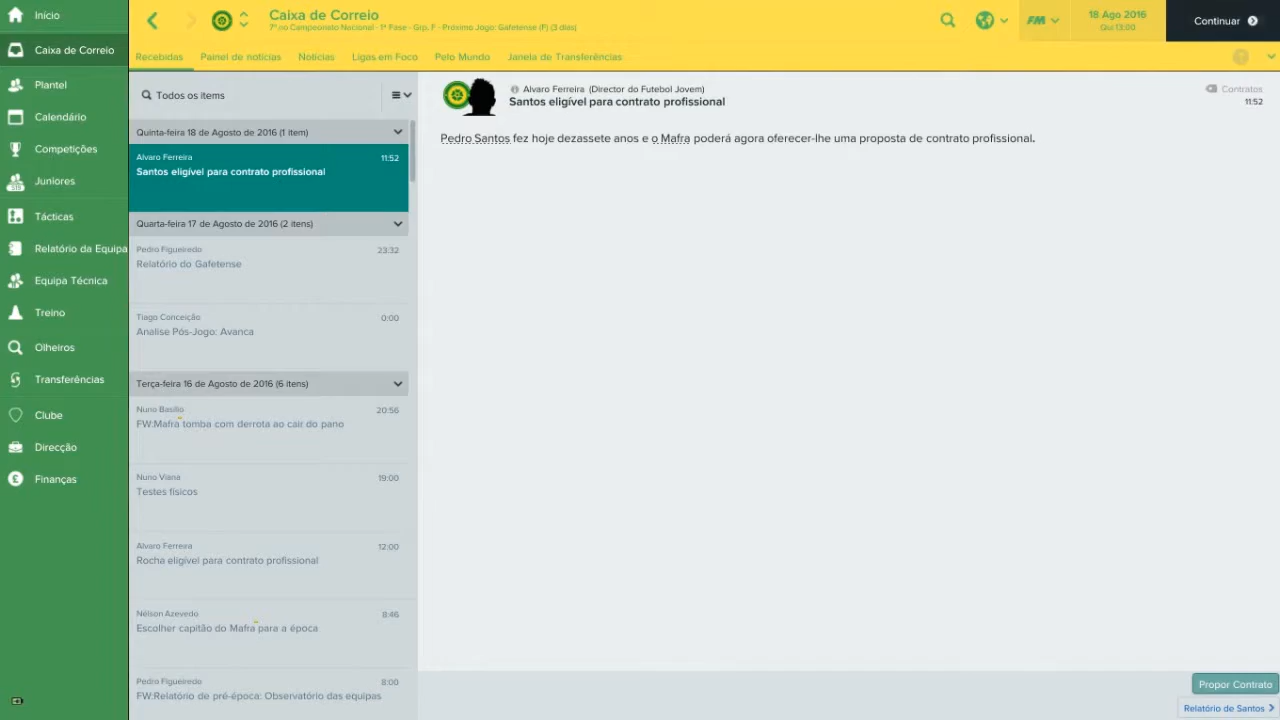 Início
Caixa de Correio
Plantel
Calendário
Competições
Juniores
Tácticas
Relatório da Equipa
Equipa Técnica
Treino
Olheiros
Transferências
Clube
Direcção
Finanças
Caixa de Correio
7º no Campeonato Nacional - 1ª Fase - Grp. F - Próximo Jogo: Gafetense (F) (3 dias)
FM
18 Ago 2016
Qui 13:00
Continuar
Recebidas Painel de notícias Notícias Ligas em Foco Pelo Mundo Janela de Transferências
?
Todos os items
Quinta-feira 18 de Agosto de 2016 (1 item)
Alvaro Ferreira 11:52
Santos eligível para contrato profissional
Quarta-feira 17 de Agosto de 2016 (2 itens)
Pedro Figueiredo 23:32
Relatório do Gafetense
Tiago Conceição 0:00
Analise Pós-Jogo: Avanca
Terça-feira 16 de Agosto de 2016 (6 itens)
Nuno Basílio 20:56
FW:Mafra tomba com derrota ao cair do pano
Nuno Viana 19:00
Testes físicos
Alvaro Ferreira 12:00
Rocha eligível para contrato profissional
Nélson Azevedo 8:46
Escolher capitão do Mafra para a época
Pedro Figueiredo 8:00
FW:Relatório de pré-época: Observatório das equipas
Alvaro Ferreira (Director do Futebol Jovem)
Santos eligível para contrato profissional
Contratos
11:52
Pedro Santos fez hoje dezassete anos e o Mafra poderá agora oferecer-lhe uma proposta de contrato profissional.
Propor Contrato
Relatório de Santos